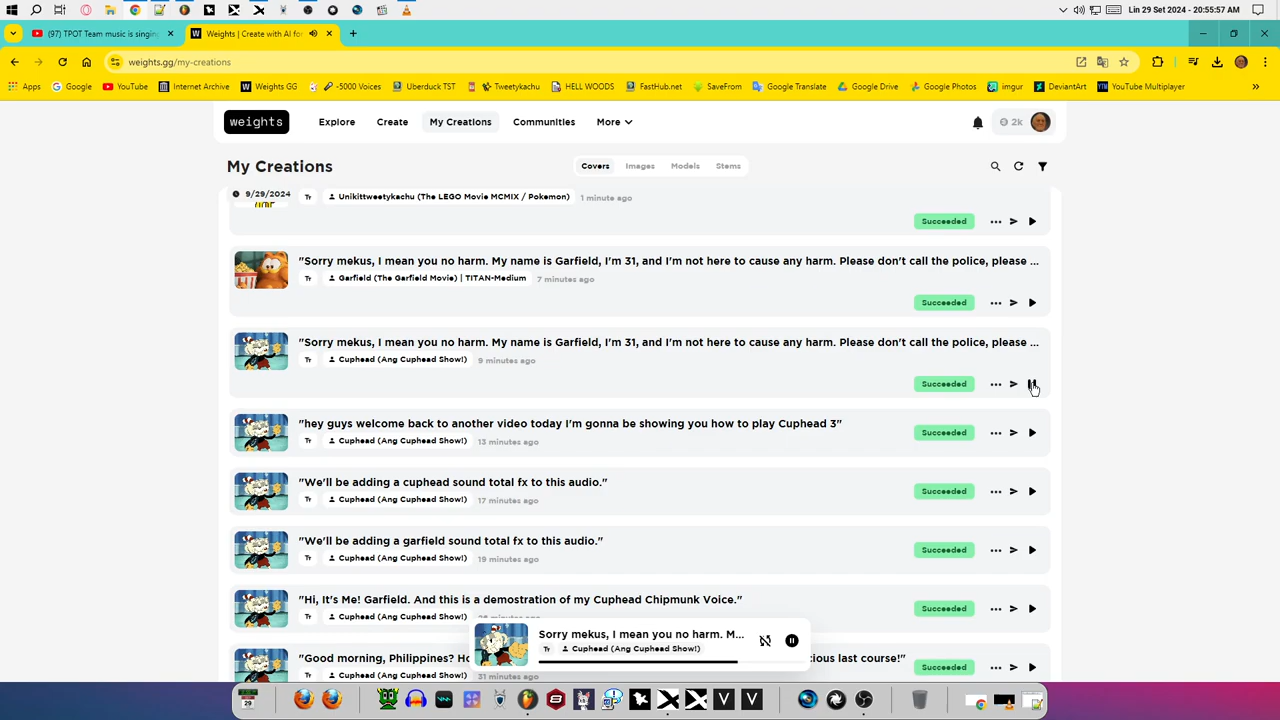 Lin 29 Set 2024 - 20:55:57 AM
(97) TPOT Team music is singing
Weights | Create with AI for
weights.gg/my-creations
Apps Google YouTube Internet Archive Weights GG -5000 Voices Uberduck TST Tweetykachu HELL WOODS FastHub.net SaveFrom Google Translate Google Drive Google Photos imgur DeviantArt YouTube Multiplayer
weights Explore Create My Creations Communities More 2k
My Creations Covers Images Models Stems
9/29/2024
Tr Unikittweetykachu (The LEGO Movie MCMIX / Pokemon) 1 minute ago
Succeeded
"Sorry mekus, I mean you no harm. My name is Garfield, I'm 31, and I'm not here to cause any harm. Please don't call the police, please ...
Tr Garfield (The Garfield Movie) | TITAN-Medium 7 minutes ago
Succeeded
"Sorry mekus, I mean you no harm. My name is Garfield, I'm 31, and I'm not here to cause any harm. Please don't call the police, please ...
Tr Cuphead (Ang Cuphead Show!) 9 minutes ago
Succeeded
"hey guys welcome back to another video today I'm gonna be showing you how to play Cuphead 3"
Tr Cuphead (Ang Cuphead Show!) 13 minutes ago
Succeeded
"We'll be adding a cuphead sound total fx to this audio."
Tr Cuphead (Ang Cuphead Show!) 17 minutes ago
Succeeded
"We'll be adding a garfield sound total fx to this audio."
Tr Cuphead (Ang Cuphead Show!) 19 minutes ago
Succeeded
"Hi, It's Me! Garfield. And this is a demostration of my Cuphead Chipmunk Voice."
Tr Cuphead (Ang Cuphead Show!) minutes ago
Succeeded
"Good morning, Philippines? cious last course!"
Tr Cuphead (Ang Cuphead Show!) 31 minutes ago
Succeeded
Sorry mekus, I mean you no harm. M...
Tr Cuphead (Ang Cuphead Show!)